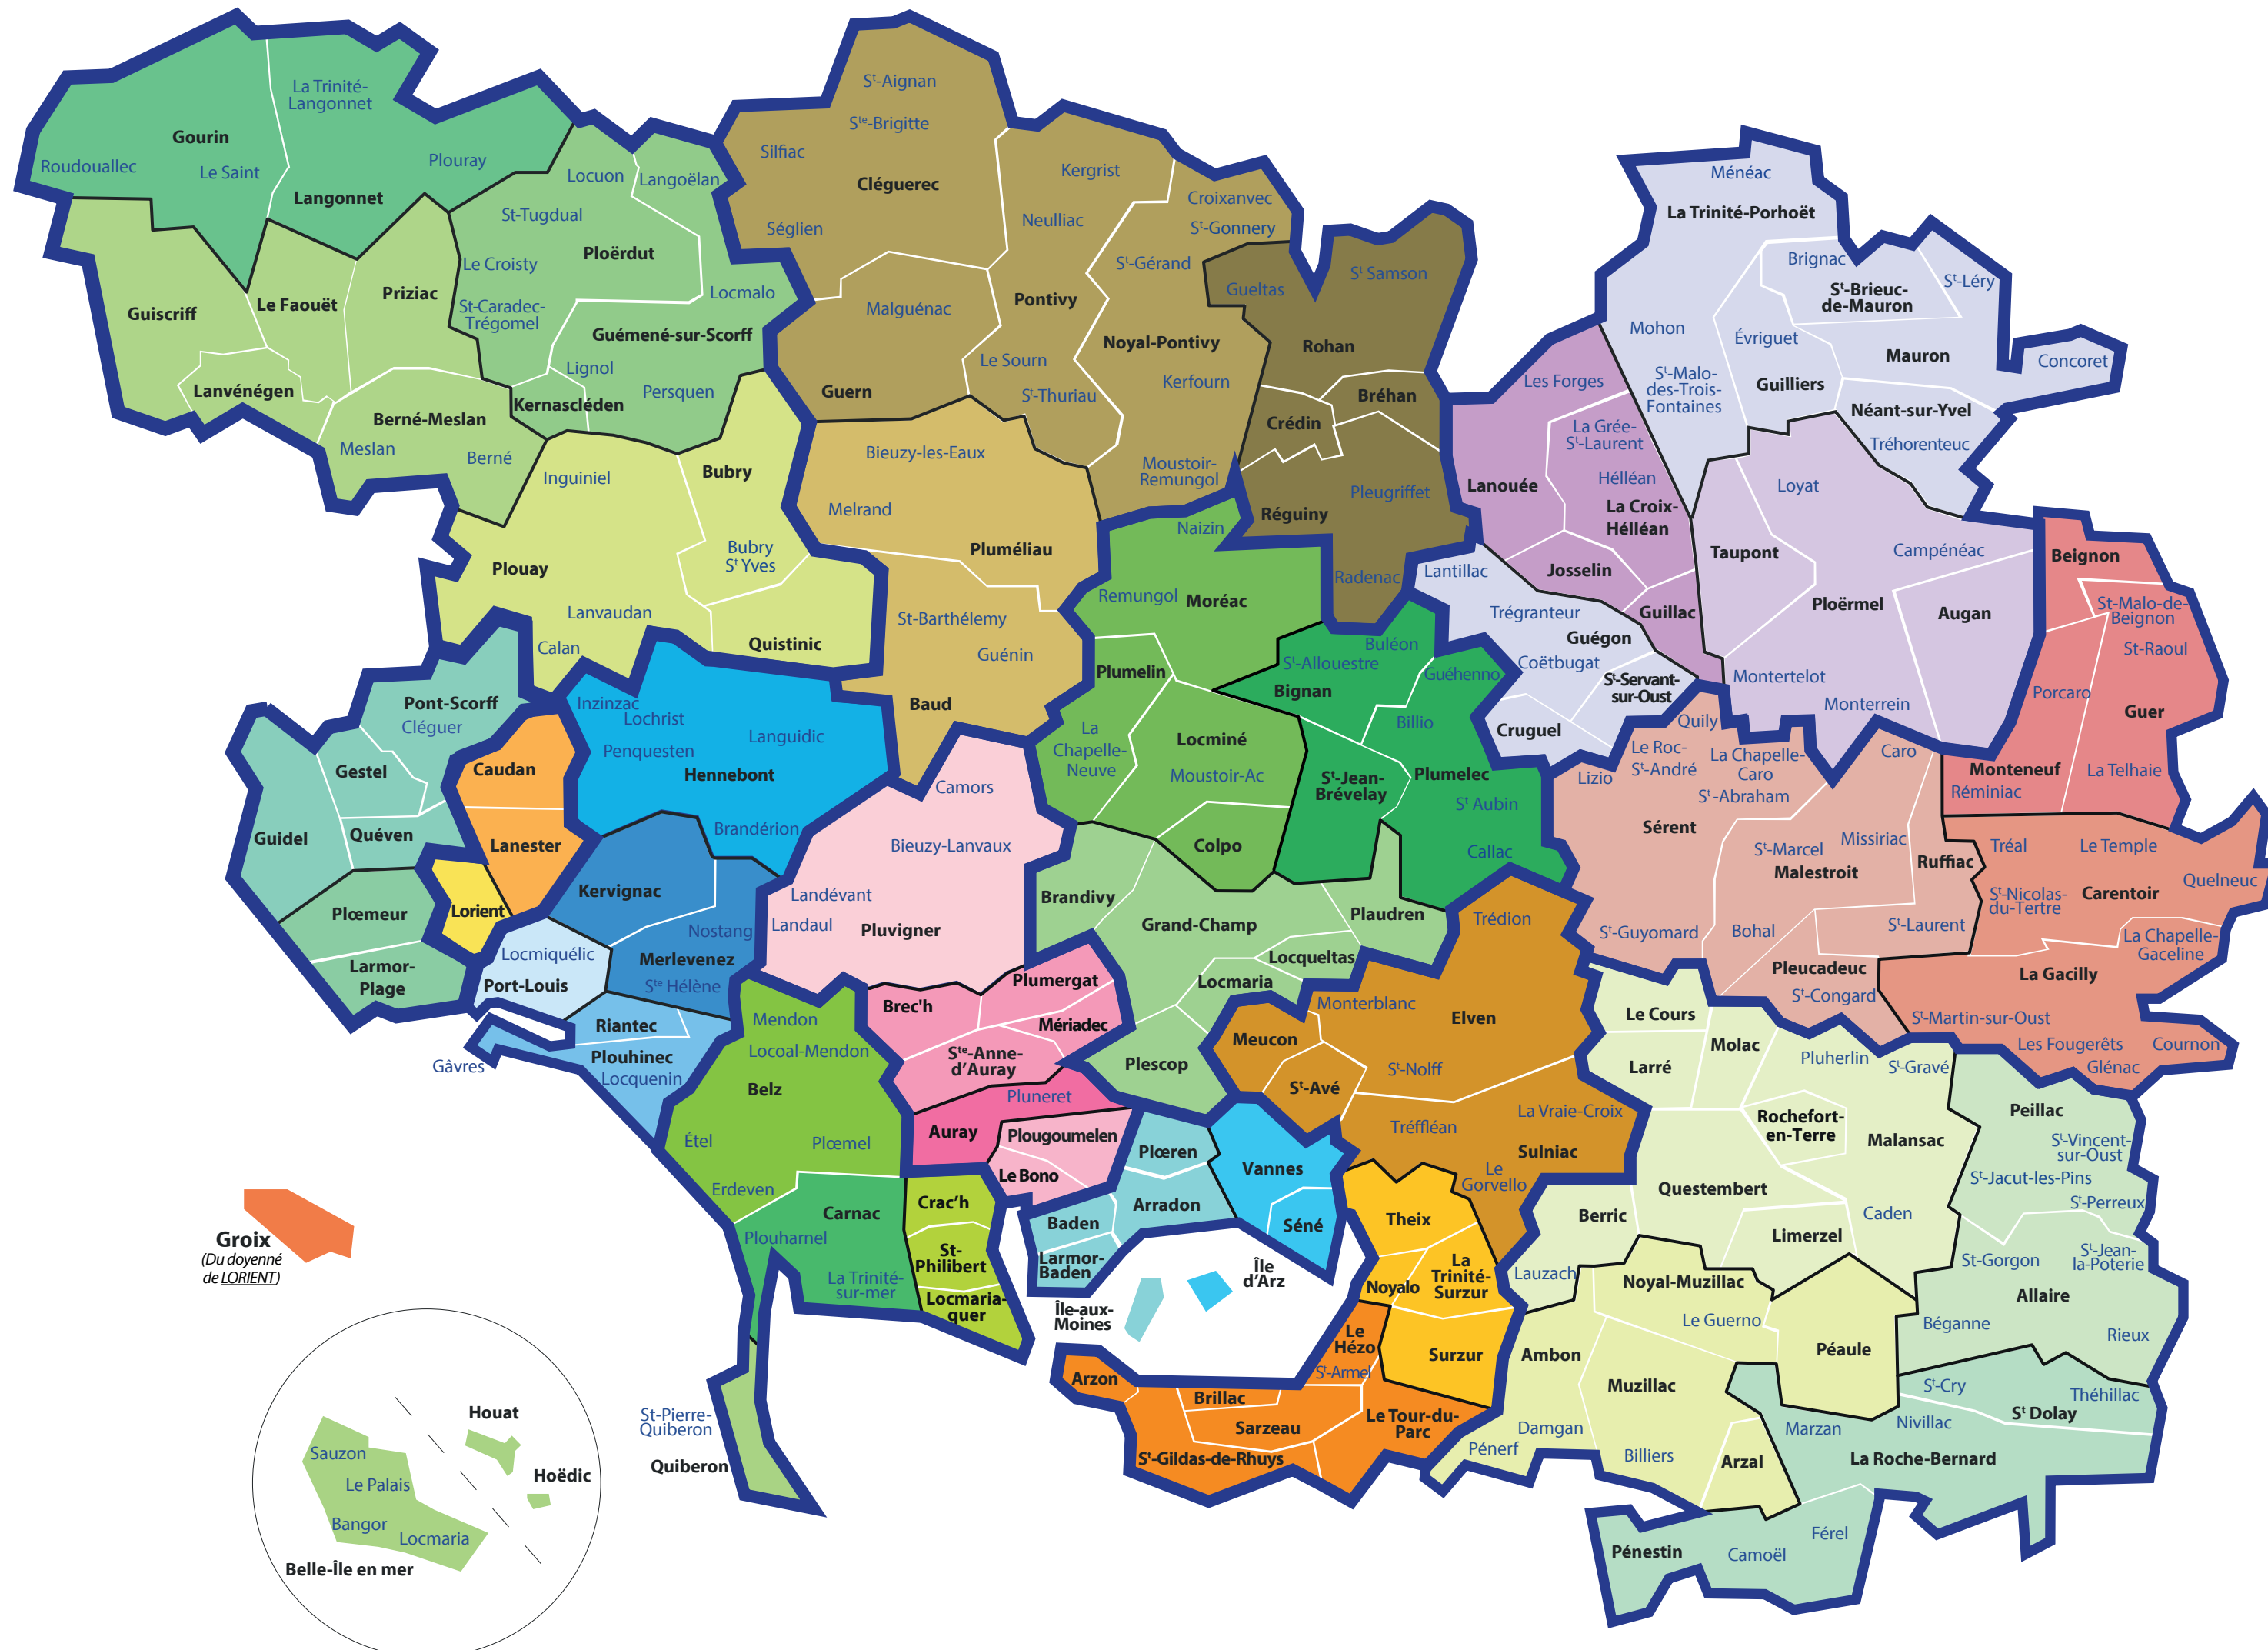 La Trinité-
Langonnet
Gourin
Roudouallec
Le Saint
Plouray
Langonnet
Locuon
Langoëlan
St-Tugdual
Ploërdut
Le Croisty
Guiscriff
Le Faouët
Priziac
St-Caradec-
Trégomel
Locmalo
Guémené-sur-Scorff
Lignol
Persquen
Kernascléden
Lanvénégen
Berné-Meslan
Meslan
Berné
Sᵗ-Aignan
Sᵗᵉ-Brigitte
Silfiac
Cléguerec
Séglien
Kergrist
Neulliac
Croixanvec
Sᵗ-Gonnery
Sᵗ-Gérand
Malguénac
Pontivy
Noyal-Pontivy
Le Sourn
Sᵗ-Thuriau
Kerfourn
Guern
Moustoir-
Remungol
Gueltas
Sᵗ Samson
Rohan
Bréhan
Crédin
Réguiny
Pleugriffet
Radenac
Ménéac
La Trinité-Porhoët
Brignac
Sᵗ-Brieuc-
de-Mauron
Sᵗ-Léry
Mohon
Évriguet
Mauron
Concoret
Sᵗ-Malo-
des-Trois-
Fontaines
Guilliers
Néant-sur-Yvel
Tréhorenteuc
Les Forges
La Grée-
Sᵗ-Laurent
Lanouée
Hélléan
La Croix-
Hélléan
Josselin
Guillac
Loyat
Taupont
Campénéac
Ploërmel
Augan
Montertelot
Monterrein
Beignon
St-Malo-de-
Beignon
St-Raoul
Porcaro
Guer
Monteneuf
La Telhaie
Réminiac
Inguiniel
Bubry
Plouay
Bubry
Sᵗ Yves
Lanvaudan
Calan
Quistinic
Bieuzy-les-Eaux
Melrand
Pluméliau
St-Barthélemy
Guénin
Baud
Naizin
Remungol
Moréac
Plumelin
La
Chapelle-
Neuve
Locminé
Moustoir-Ac
Colpo
Buléon
Sᵗ-Allouestre
Bignan
Guéhenno
Billio
Sᵗ-Jean-
Brévelay
Plumelec
Sᵗ Aubin
Callac
Lantillac
Trégranteur
Guégon
Coëtbugat
Sᵗ-Servant-
sur-Oust
Cruguel
Quily
Le Roc-
Sᵗ-André
Lizio
La Chapelle-
Caro
Caro
Sᵗ-Abraham
Sérent
Missiriac
Sᵗ-Marcel
Malestroit
Ruffiac
Sᵗ-Guyomard
Bohal
Sᵗ-Laurent
Pleucadeuc
Sᵗ-Congard
Tréal
Le Temple
Quelneuc
Sᵗ-Nicolas-
du-Tertre
Carentoir
La Chapelle-
Gaceline
La Gacilly
Sᵗ-Martin-sur-Oust
Les Fougerêts
Cournon
Glénac
Pont-Scorff
Cléguer
Gestel
Guidel
Quéven
Plœmeur
Larmor-
Plage
Caudan
Lanester
Lorient
Inzinzac
Lochrist
Penquesten
Languidic
Hennebont
Brandérion
Kervignac
Nostang
Merlevenez
Sᵗᵉ Hélène
Locmiquélic
Port-Louis
Riantec
Plouhinec
Locquenin
Gâvres
Camors
Bieuzy-Lanvaux
Landévant
Landaul
Pluvigner
Brandivy
Grand-Champ
Plaudren
Locqueltas
Locmaria
Plescop
Brec'h
Plumergat
Mériadec
Sᵗᵉ-Anne-
d'Auray
Pluneret
Auray
Plougoumelen
Le Bono
Mendon
Locoal-Mendon
Belz
Étel
Plœmel
Erdeven
Carnac
Plouharnel
La Trinité-
sur-mer
Crac'h
St-
Philibert
Locmaria-
quer
St-Pierre-
Quiberon
Quiberon
Trédion
Monterblanc
Elven
Meucon
Sᵗ-Nolff
Sᵗ-Avé
La Vraie-Croix
Tréffléan
Sulniac
Le
Gorvello
Plœren
Vannes
Arradon
Séné
Baden
Larmor-
Baden
Île-aux-
Moines
Île
d'Arz
Theix
Noyalo
La
Trinité-
Surzur
Surzur
Le
Hézo
Sᵗ-Armel
Arzon
Brillac
Sarzeau
Le Tour-du-
Parc
Sᵗ-Gildas-de-Rhuys
Le Cours
Larré
Molac
Pluherlin
Sᵗ-Gravé
Rochefort-
en-Terre
Malansac
Questembert
Berric
Limerzel
Caden
Lauzach
Peillac
Sᵗ-Vincent-
sur-Oust
Sᵗ-Jacut-les-Pins
Sᵗ-Perreux
St-Gorgon
Sᵗ-Jean-
la-Poterie
Allaire
Béganne
Rieux
Noyal-Muzillac
Le Guerno
Péaule
Ambon
Muzillac
Damgan
Pénerf
Billiers
Arzal
Sᵗ-Cry
Théhillac
Sᵗ Dolay
Nivillac
Marzan
La Roche-Bernard
Férel
Camoël
Pénestin
Groix
(Du doyenné
de LORIENT)
Houat
Hoëdic
Sauzon
Le Palais
Bangor
Locmaria
Belle-Île en mer